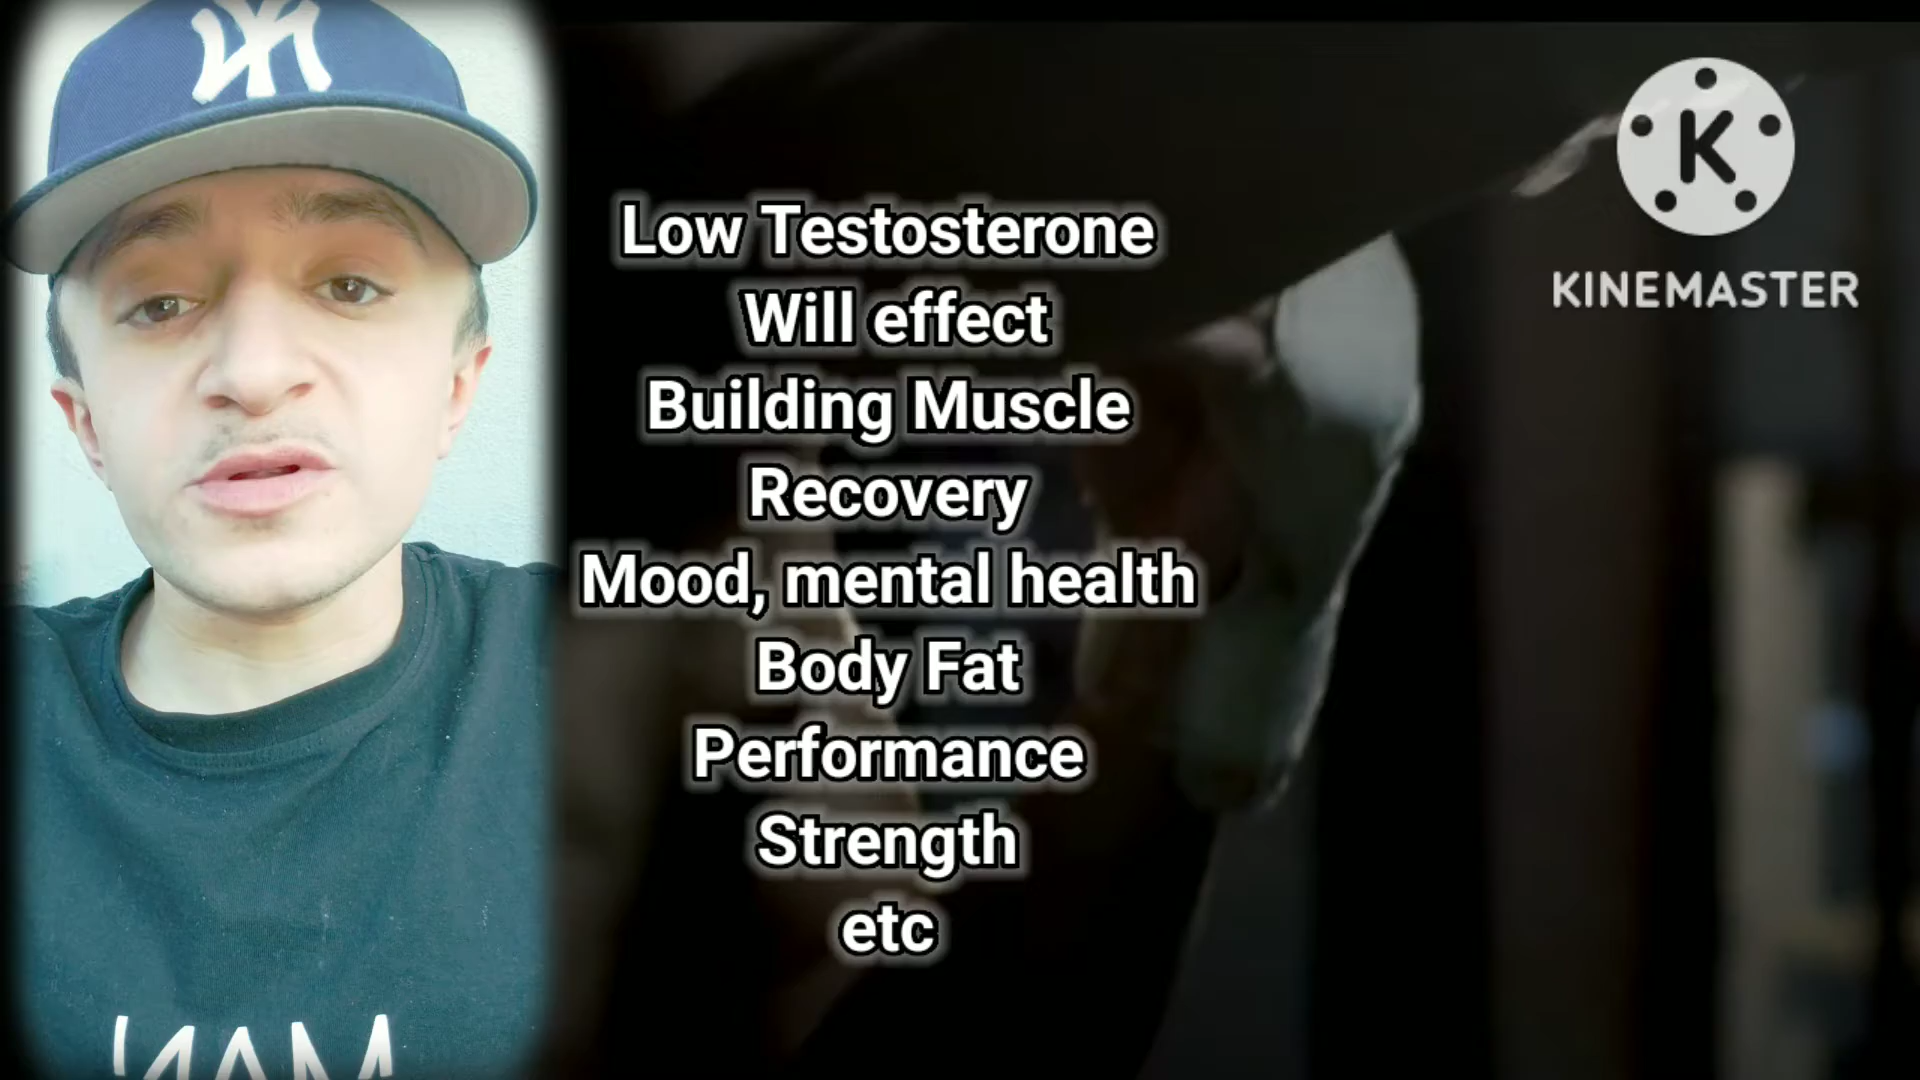 Low Testosterone
Will effect
Building Muscle
Recovery
Mood, mental health
Body Fat
Performance
Strength
etc
K
KINEMASTER